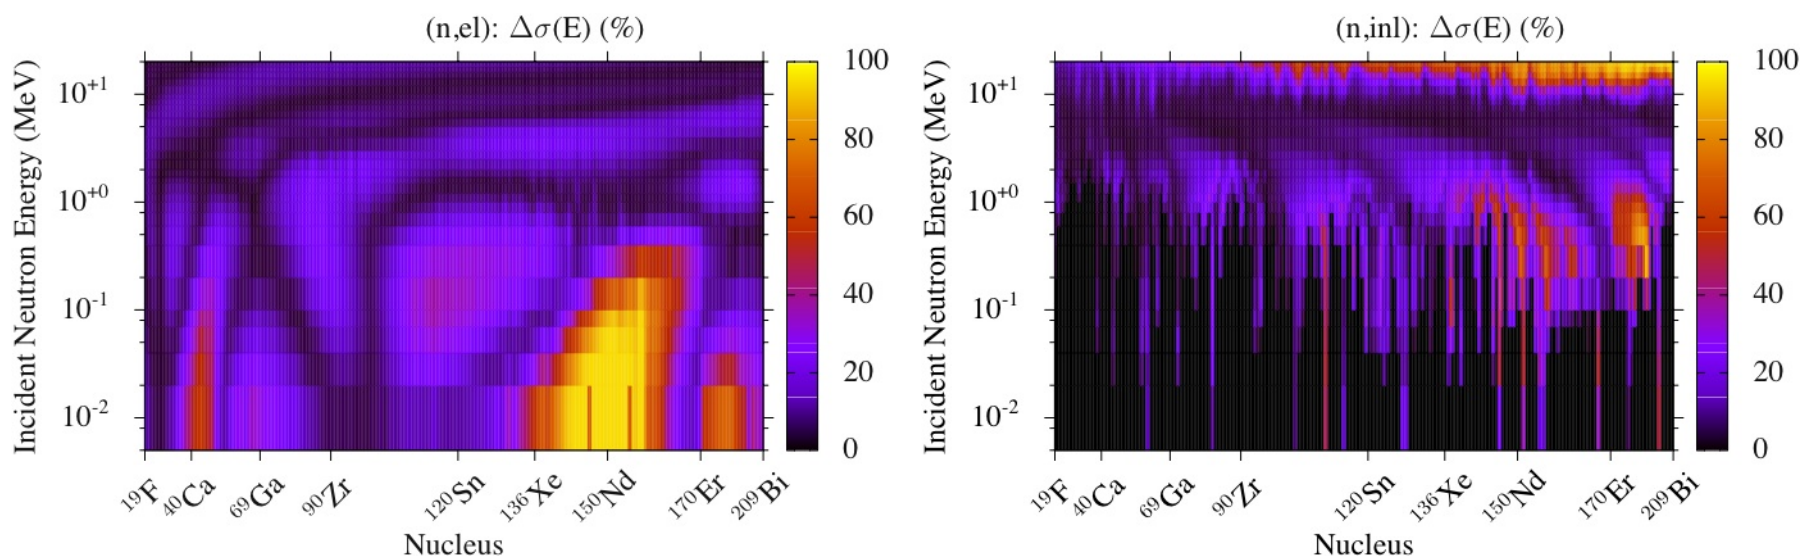 (n,el): Δσ(E) (%)
Incident Neutron Energy (MeV)
10⁺¹
10⁺⁰
10⁻¹
10⁻²
100
80
60
40
20
0
¹⁹F
⁴⁰Ca
⁶⁹Ga
⁹⁰Zr
¹²⁰Sn
¹³⁶Xe
¹⁵⁰Nd
¹⁷⁰Er
²⁰⁹Bi
Nucleus
(n,inl): Δσ(E) (%)
Incident Neutron Energy (MeV)
10⁺¹
10⁺⁰
10⁻¹
10⁻²
100
80
60
40
20
0
¹⁹F
⁴⁰Ca
⁶⁹Ga
⁹⁰Zr
¹²⁰Sn
¹³⁶Xe
¹⁵⁰Nd
¹⁷⁰Er
²⁰⁹Bi
Nucleus